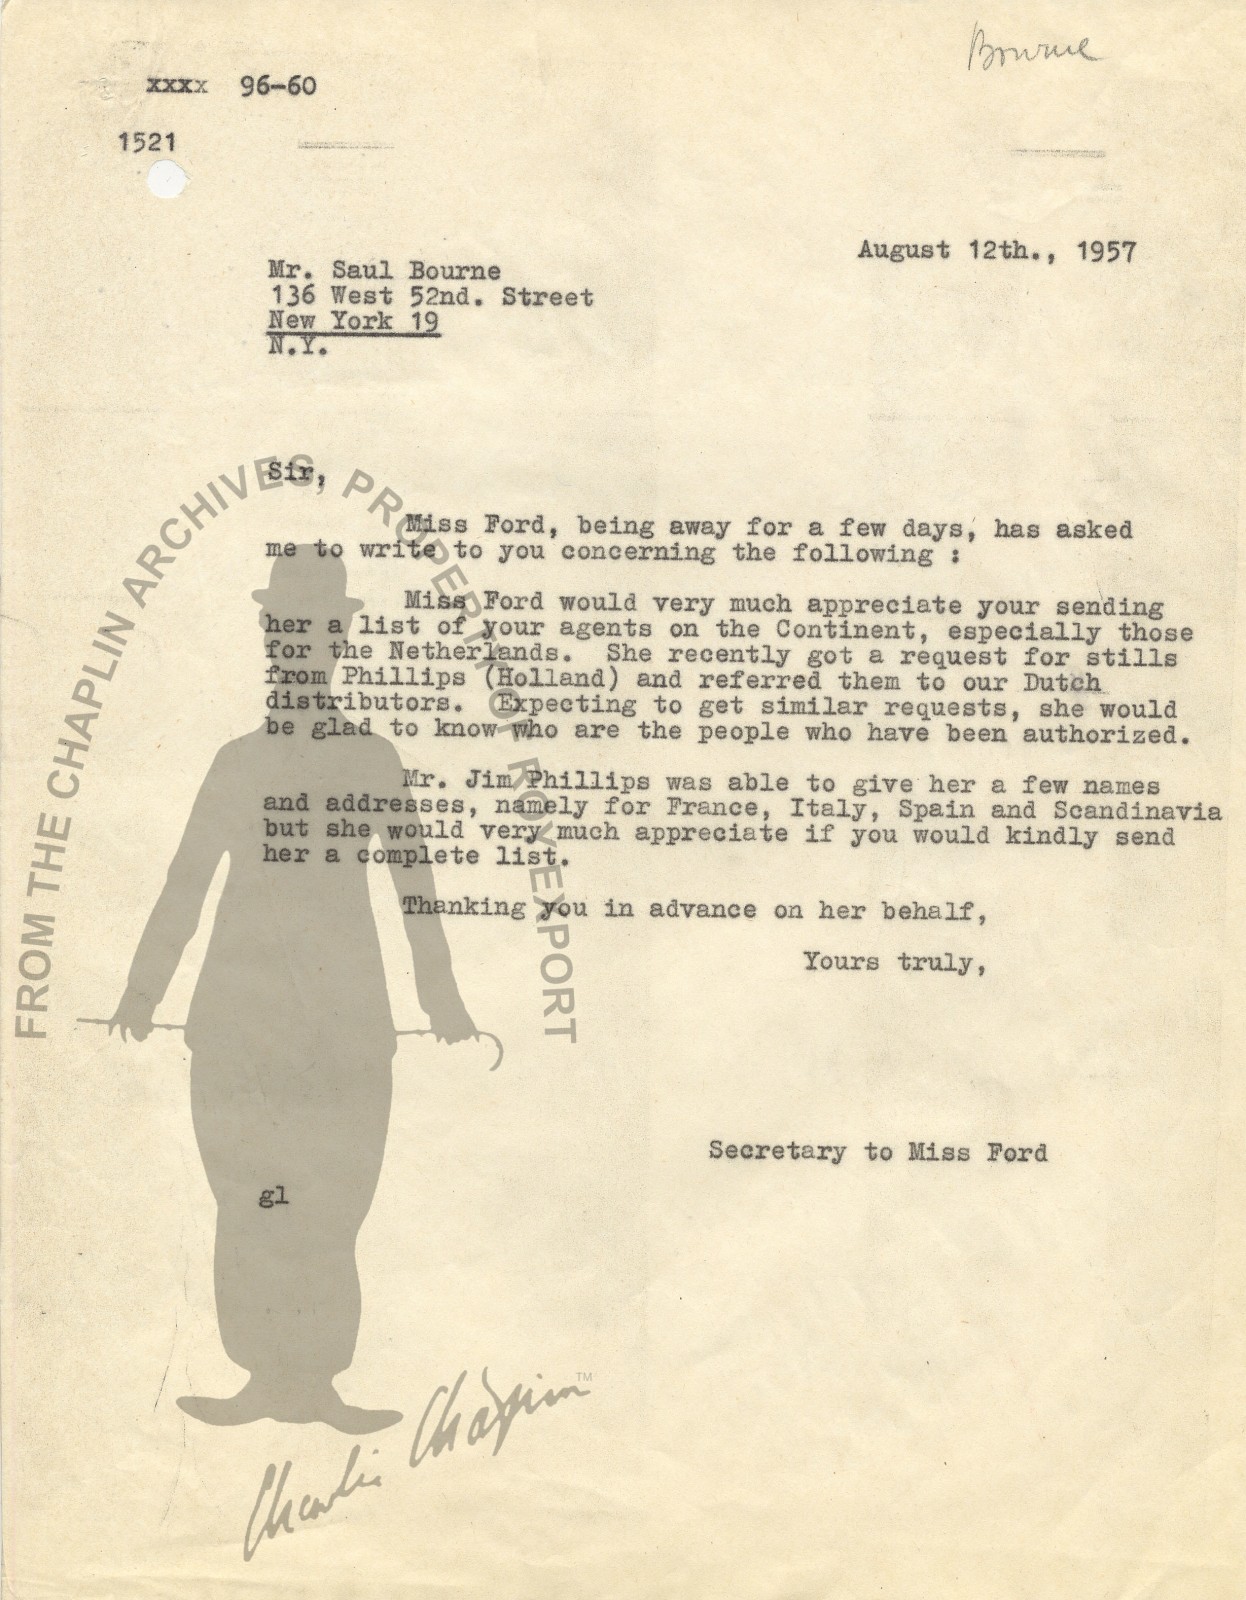 Bourne
xxxx 96-60
1521
August 12th., 1957
Mr. Saul Bourne
136 West 52nd. Street
New York 19
N.Y.
Sir,
Miss Ford, being away for a few days, has asked
me to write to you concerning the following :
Miss Ford would very much appreciate your sending
her a list of your agents on the Continent, especially those
for the Netherlands. She recently got a request for stills
from Phillips (Holland) and referred them to our Dutch
distributors. Expecting to get similar requests, she would
be glad to know who are the people who have been authorized.
Mr. Jim Phillips was able to give her a few names
and addresses, namely for France, Italy, Spain and Scandinavia
but she would very much appreciate if you would kindly send
her a complete list.
Thanking you in advance on her behalf,
Yours truly,
Secretary to Miss Ford
gl
FROM THE CHAPLIN ARCHIVES, PROPERTY OF ROY EXPORT
Charlie Chaplin TM